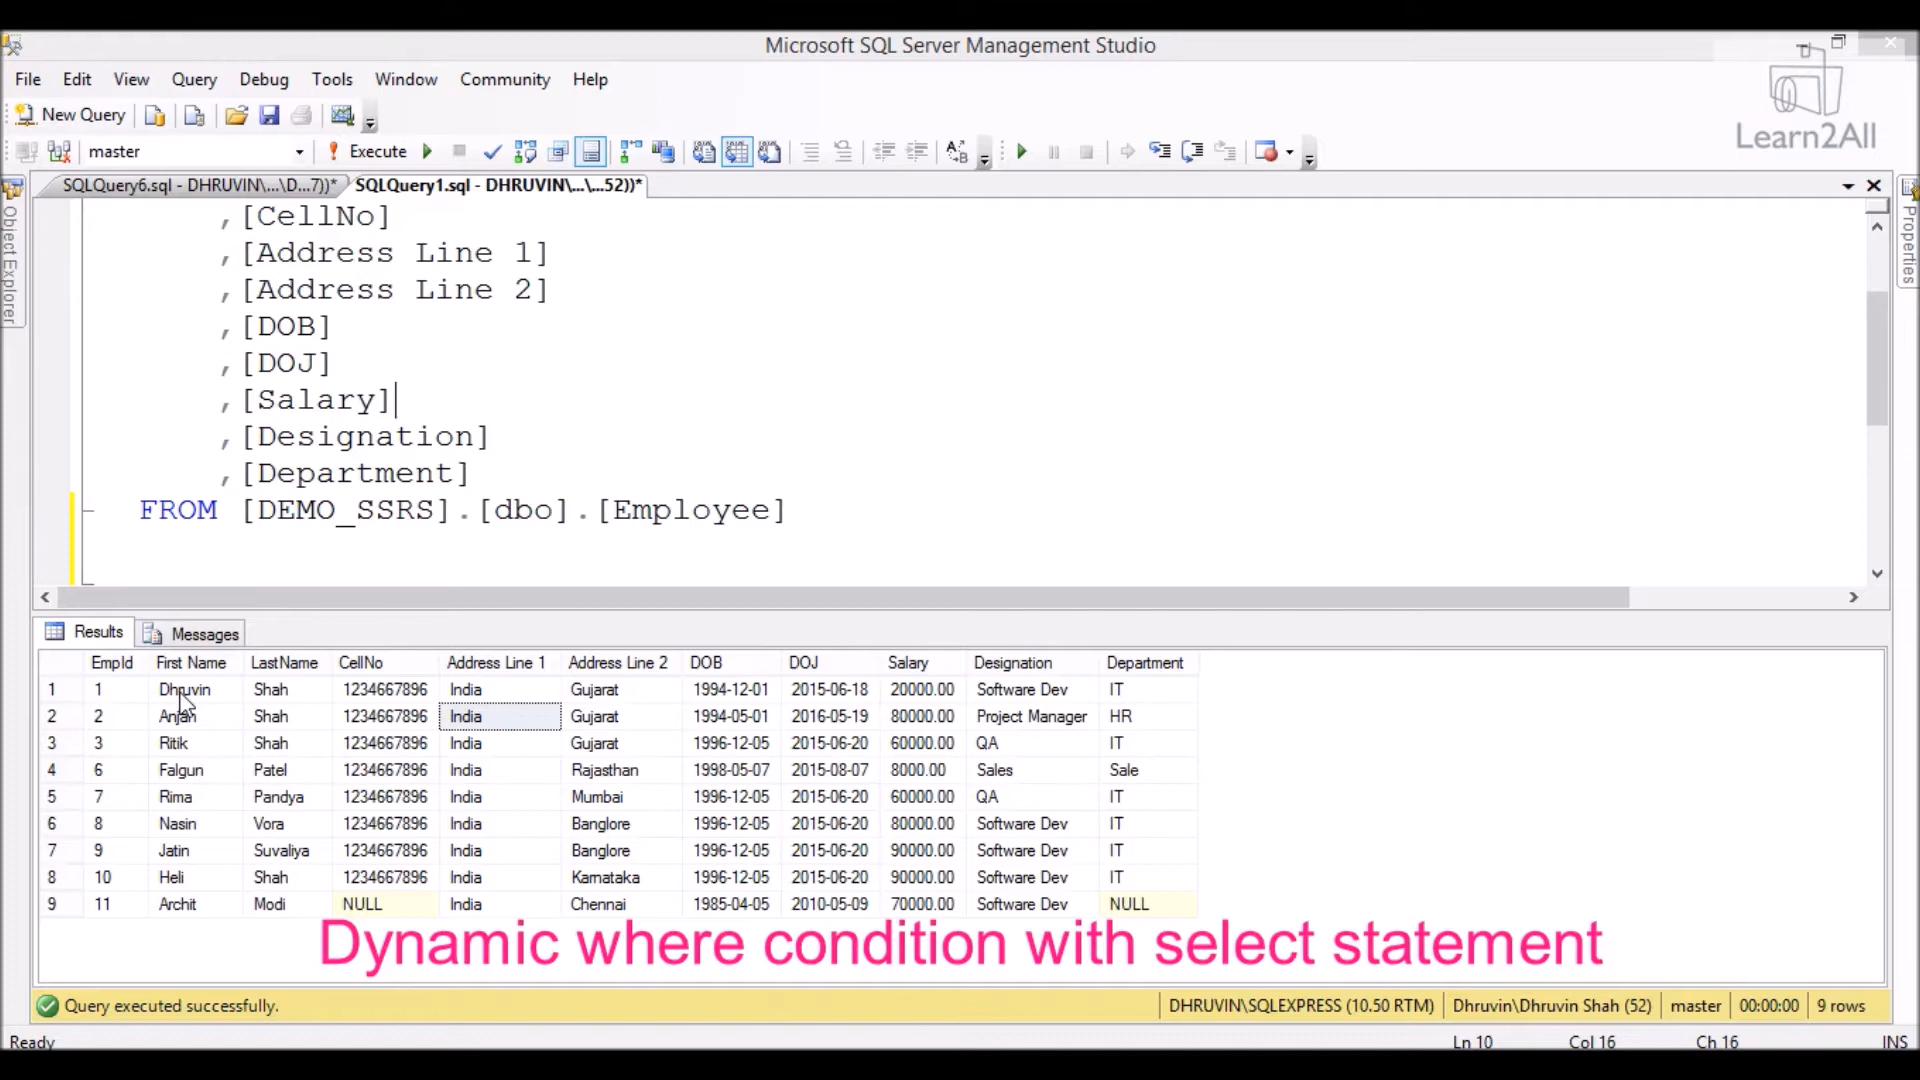 Microsoft SQL Server Management Studio
File Edit View Query Debug Tools Window Community Help
Learn2All
New Query
master Execute
SQLQuery6.sql - DHRUVIN\...\D...7))* SQLQuery1.sql - DHRUVIN\...\...52))*
Object Explorer
Properties
,[CellNo]
,[Address Line 1]
,[Address Line 2]
,[DOB]
,[DOJ]
,[Salary]
,[Designation]
,[Department]
FROM [DEMO_SSRS].[dbo].[Employee]
Results Messages
EmpId First Name LastName CellNo Address Line 1 Address Line 2 DOB DOJ Salary Designation Department
1 1 Dhruvin Shah 1234667896 India Gujarat 1994-12-01 2015-06-18 20000.00 Software Dev IT
2 2 Anjan Shah 1234667896 India Gujarat 1994-05-01 2016-05-19 80000.00 Project Manager HR
3 3 Ritik Shah 1234667896 India Gujarat 1996-12-05 2015-06-20 60000.00 QA IT
4 6 Falgun Patel 1234667896 India Rajasthan 1998-05-07 2015-08-07 8000.00 Sales Sale
5 7 Rima Pandya 1234667896 India Mumbai 1996-12-05 2015-06-20 60000.00 QA IT
6 8 Nasin Vora 1234667896 India Banglore 1996-12-05 2015-06-20 80000.00 Software Dev IT
7 9 Jatin Suvaliya 1234667896 India Banglore 1996-12-05 2015-06-20 90000.00 Software Dev IT
8 10 Heli Shah 1234667896 India Karnataka 1996-12-05 2015-06-20 90000.00 Software Dev IT
9 11 Archit Modi NULL India Chennai 1985-04-05 2010-05-09 70000.00 Software Dev NULL
Dynamic where condition with select statement
Query executed successfully. DHRUVIN\SQLEXPRESS (10.50 RTM) Dhruvin\Dhruvin Shah (52) master 00:00:00 9 rows
Ready Ln 10 Col 16 Ch 16 INS